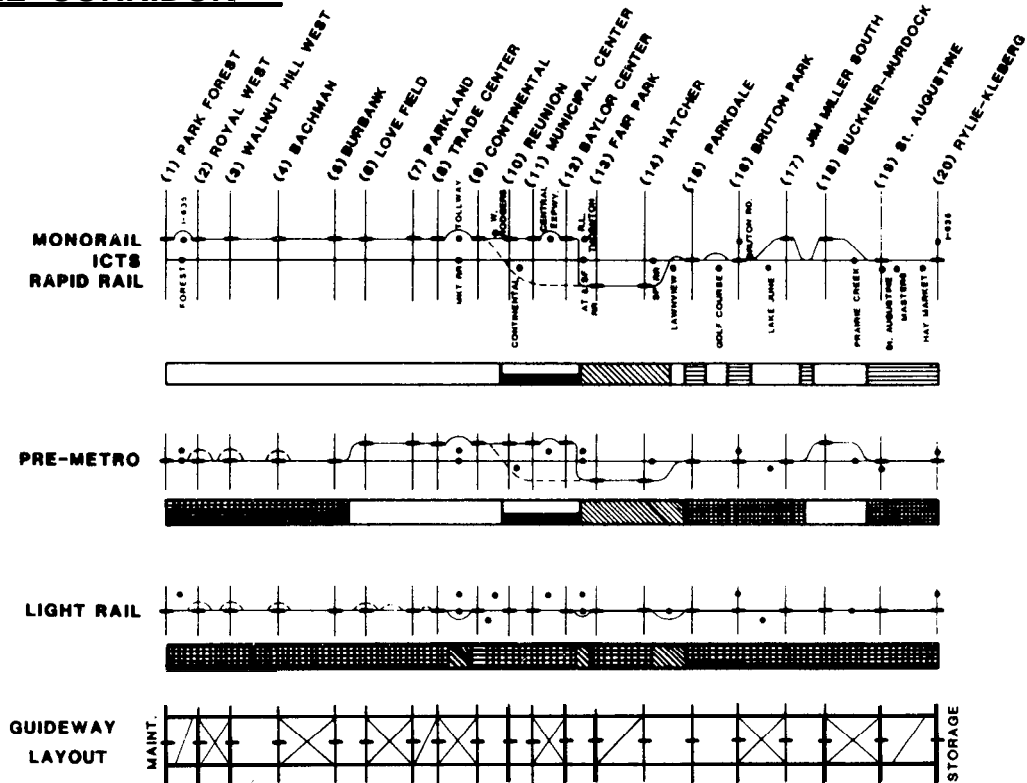 (1) PARK FOREST
(2) ROYAL WEST
(3) WALNUT HILL WEST
(4) BACHMAN
(5) BURBANK
(6) LOVE FIELD
(7) PARKLAND
(8) TRADE CENTER
(9) CONTINENTAL
(10) REUNION
(11) MUNICIPAL CENTER
(12) BAYLOR CENTER
(13) FAIR PARK
(14) HATCHER
(15) PARKDALE
(16) BRUTON PARK
(17) JIM MILLER SOUTH
(18) BUCKNER-MURDOCK
(19) St. AUGUSTINE
(20) RYLIE-KLEBERG
I-635
TOLLWAY
CENTRAL
EXPWY.
R.L.
THORNTON
BRUTON RD.
MONORAIL
ICTS
RAPID RAIL
FOREST
MKT RR
CONTINENTAL
AT & SF
RR
SP RR
LAWNVIEW
GOLF COURSE
LAKE JUNE
PRAIRIE CREEK
St. AUGUSTINE
MASTERS
HAY MARKET
PRE-METRO
LIGHT RAIL
GUIDEWAY
LAYOUT
MAINT.
STORAGE